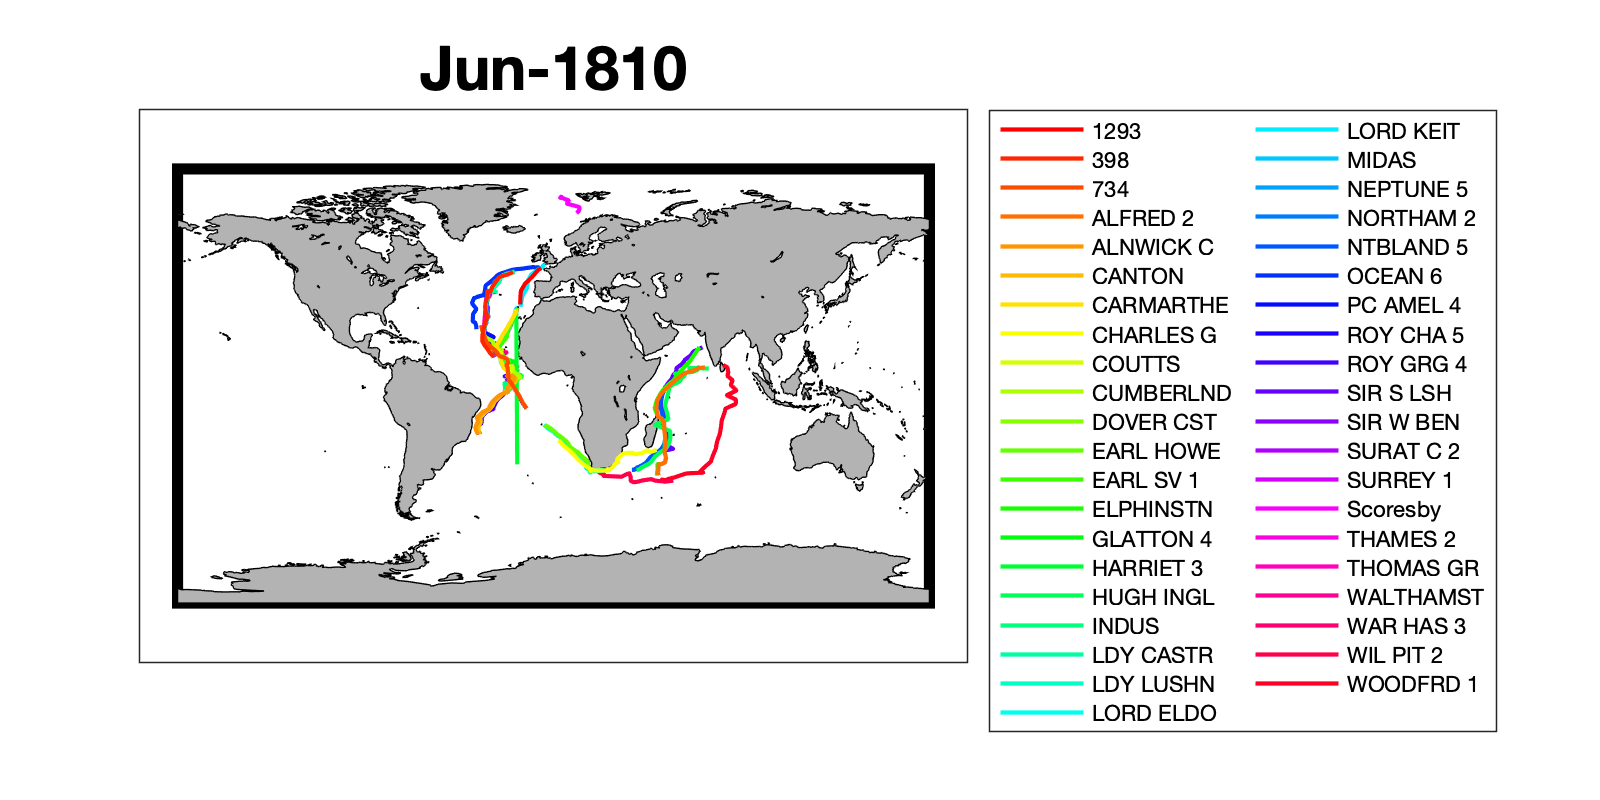 Jun-1810
1293
398
734
ALFRED 2
ALNWICK C
CANTON
CARMARTHE
CHARLES G
COUTTS
CUMBERLND
DOVER CST
EARL HOWE
EARL SV 1
ELPHINSTN
GLATTON 4
HARRIET 3
HUGH INGL
INDUS
LDY CASTR
LDY LUSHN
LORD ELDO
LORD KEIT
MIDAS
NEPTUNE 5
NORTHAM 2
NTBLAND 5
OCEAN 6
PC AMEL 4
ROY CHA 5
ROY GRG 4
SIR S LSH
SIR W BEN
SURAT C 2
SURREY 1
Scoresby
THAMES 2
THOMAS GR
WALTHAMST
WAR HAS 3
WIL PIT 2
WOODFRD 1